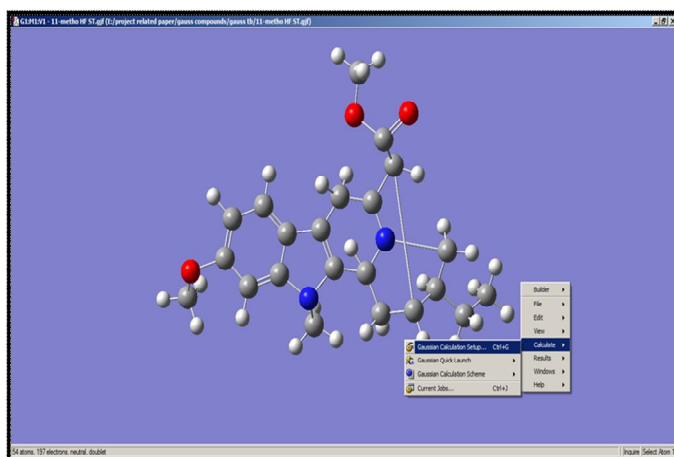 G1:M1:V1 - 11-metho HF ST.gjf (E:/project related paper/gauss compounds/gauss tb/11-metho HF ST.gjf)
Builder
File
Edit
View
Calculate
Results
Windows
Help
Gaussian Calculation Setup... Ctrl+G
Gaussian Quick Launch
Gaussian Calculation Scheme
Current Jobs... Ctrl+J
54 atoms, 197 electrons, neutral, doublet
Inquire Select Atom 1